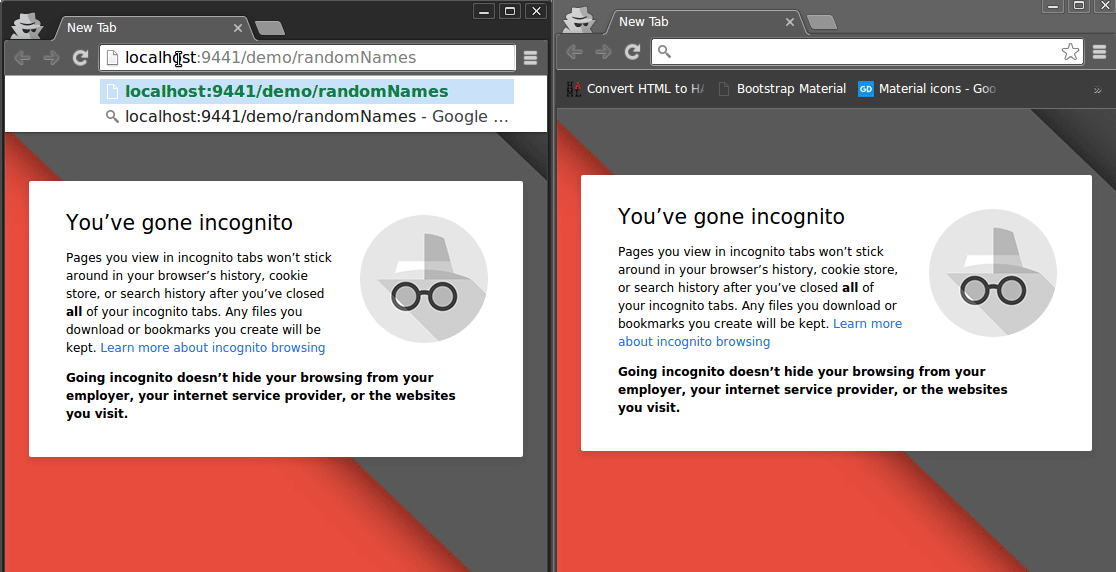 New Tab
localhost:9441/demo/randomNames
localhost:9441/demo/randomNames
localhost:9441/demo/randomNames - Google ...
You've gone incognito
Pages you view in incognito tabs won't stick
around in your browser's history, cookie
store, or search history after you've closed
all of your incognito tabs. Any files you
download or bookmarks you create will be
kept. Learn more about incognito browsing
Going incognito doesn't hide your browsing from your
employer, your internet service provider, or the websites
you visit.
New Tab
Convert HTML to HA
Bootstrap Material
GD
Material icons - Goo
»
You've gone incognito
Pages you view in incognito tabs won't stick
around in your browser's history, cookie store,
or search history after you've closed all of
your incognito tabs. Any files you download or
bookmarks you create will be kept. Learn more
about incognito browsing
Going incognito doesn't hide your browsing from your
employer, your internet service provider, or the websites
you visit.